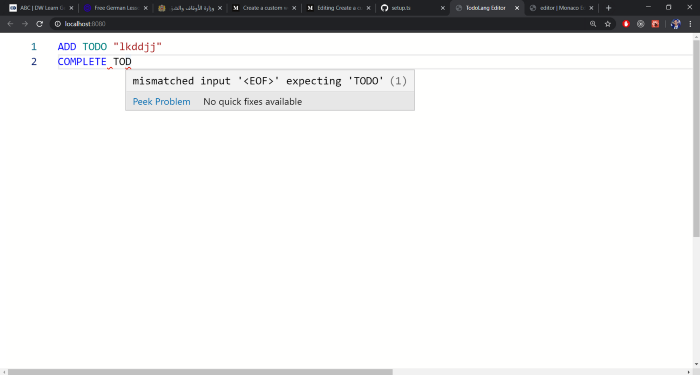 ABC | DW Learn G
Free German Less
وزارة الأوقاف والشؤ
Create a custom w
Editing Create a c
setup.ts
TodoLang Editor
editor | Monaco E
localhost:8080
1 ADD TODO "lkddjj"
2 COMPLETE TOD
mismatched input '<EOF>' expecting 'TODO' (1)
Peek Problem No quick fixes available